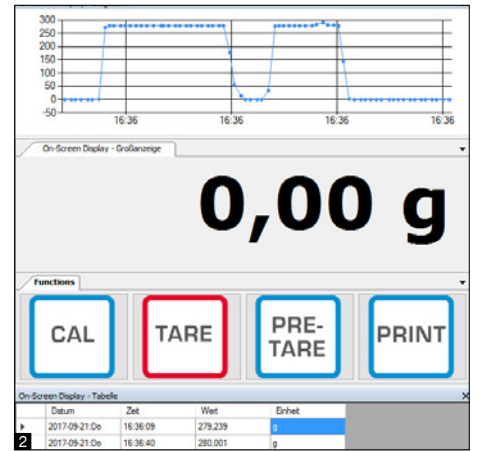 300
250
200
150
100
50
0
-50
16:36 16:36 16:36 16:36
On-Screen Display - Großanzeige
0,00 g
Functions
CAL TARE PRE-TARE PRINT
On-Screen Display - Tabelle
Datum Zeit Wert Einheit
2017-09-21:Do 16:36:09 279,239 g
2017-09-21:Do 16:36:40 280.001 g
2